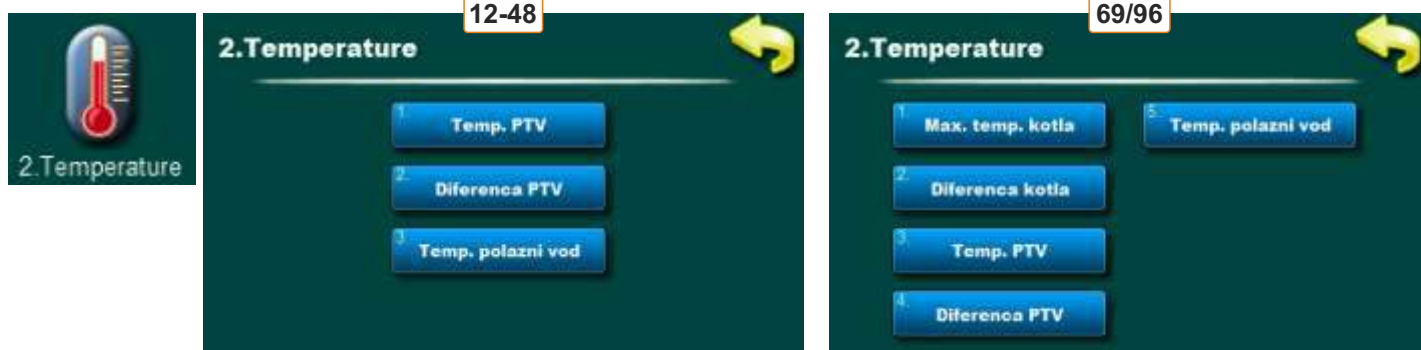 2.Temperature
12-48
2.Temperature
1. Temp. PTV
2. Diferenca PTV
3. Temp. polazni vod
69/96
2.Temperature
1. Max. temp. kotla
2. Diferenca kotla
3. Temp. PTV
4. Diferenca PTV
5. Temp. polazni vod